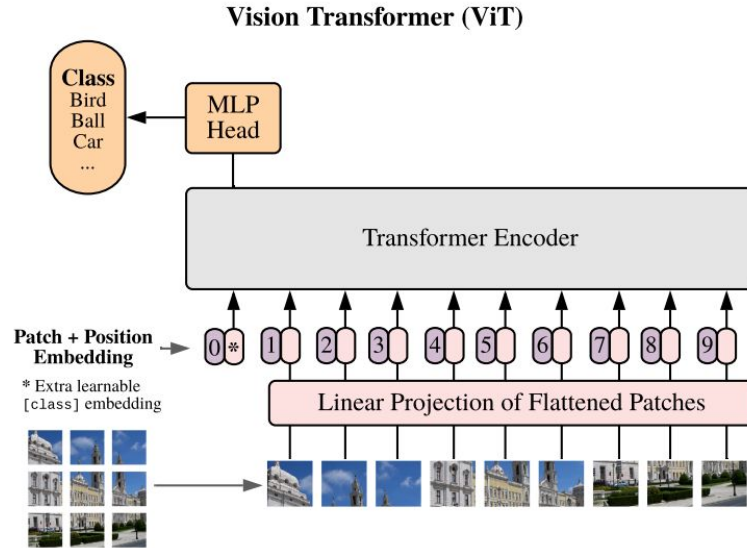 Vision Transformer (ViT)
Class
Bird
Ball
Car
...
MLP
Head
Transformer Encoder
Patch + Position
Embedding
0 * 1 2 3 4 5 6 7 8 9
* Extra learnable
[class] embedding
Linear Projection of Flattened Patches